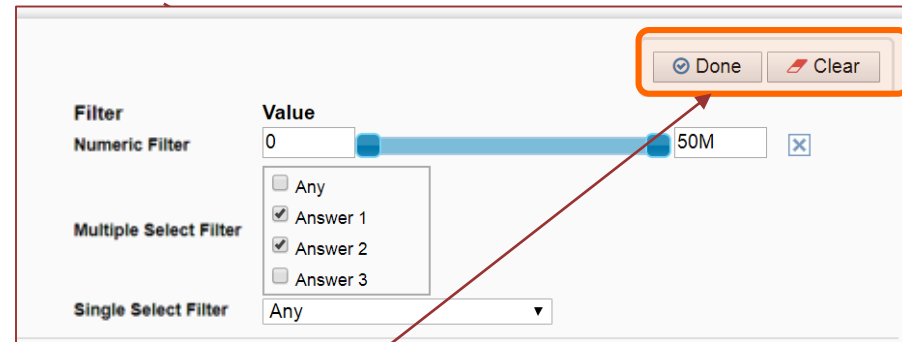 Done Clear
Filter Value
Numeric Filter 0 50M
Any
Answer 1
Multiple Select Filter
Answer 2
Answer 3
Single Select Filter Any